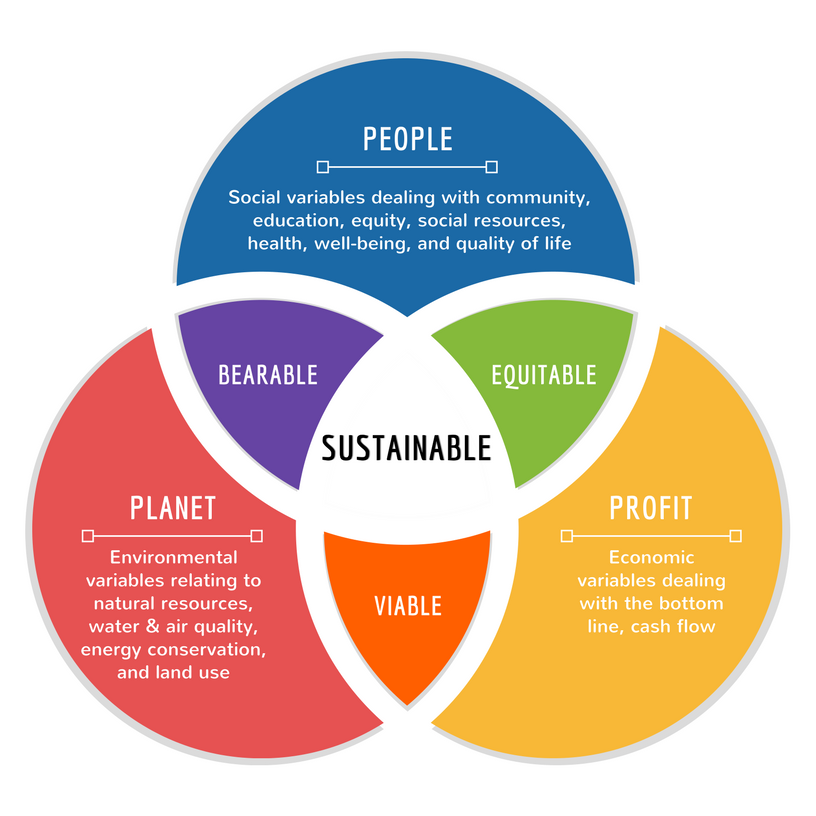 PEOPLE
Social variables dealing with community,
education, equity, social resources,
health, well-being, and quality of life
BEARABLE
EQUITABLE
SUSTAINABLE
PLANET
Environmental
variables relating to
natural resources,
water & air quality,
energy conservation,
and land use
PROFIT
Economic
variables dealing
with the bottom
line, cash flow
VIABLE